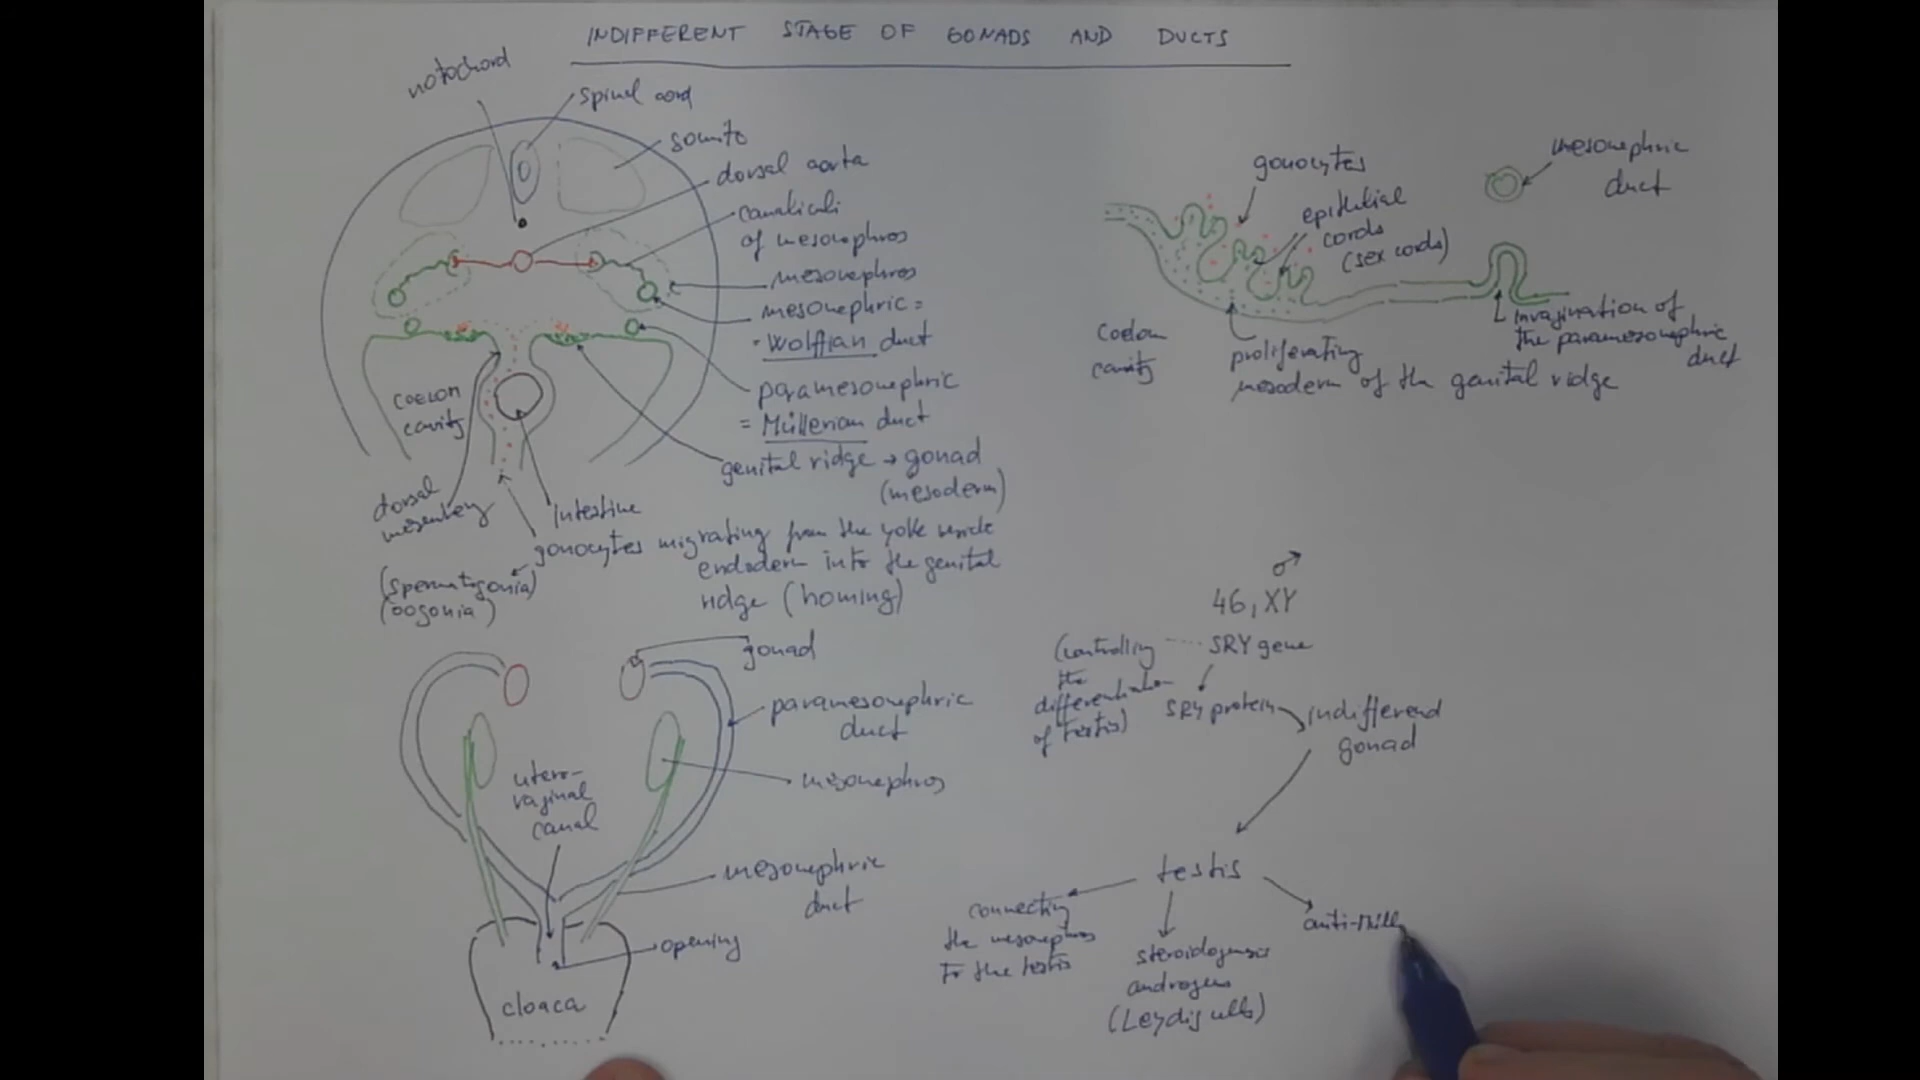 INDIFFERENT STAGE OF GONADS AND DUCTS
notochord
spinal cord
somite
dorsal aorta
canaliculi
of mesonephros
mesonephros
mesonephric =
= Wolffian duct
paramesonephric
= Müllerian duct
genital ridge → gonad
(mesoderm)
coelon
cavity
dorsal
mesentery
intestine
gonocytes migrating from the yolk vesicle
endoderm into the genital
ridge (homing)
(spermatogonia)
(oogonia)
gonocytes
epithelial
cords
(sex cords)
mesonephric
duct
invagination of
the paramesonephric
duct
coelom
cavity
proliferating
mesoderm of the genital ridge
gonad
paramesonephric
duct
mesonephros
utero-
vaginal
canal
mesonephric
duct
opening
cloaca
♂
46, XY
SRY gene
(controlling
the
differentiation
of testis)
SRY protein
indifferend
gonad
testis
connecting
the mesonephros
to the testis
steroidogenesis
androgens
(Leydig cells)
anti-Müll